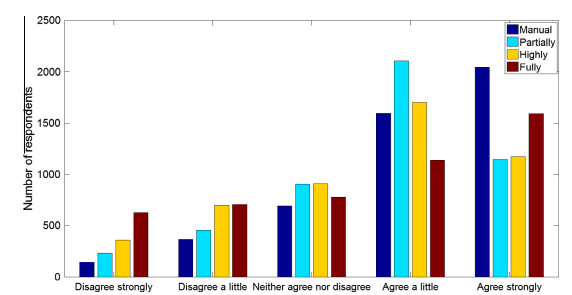 2500
2000
1500
1000
500
0
Number of respondents
Manual
Partially
Highly
Fully
Disagree strongly
Disagree a little
Neither agree nor disagree
Agree a little
Agree strongly